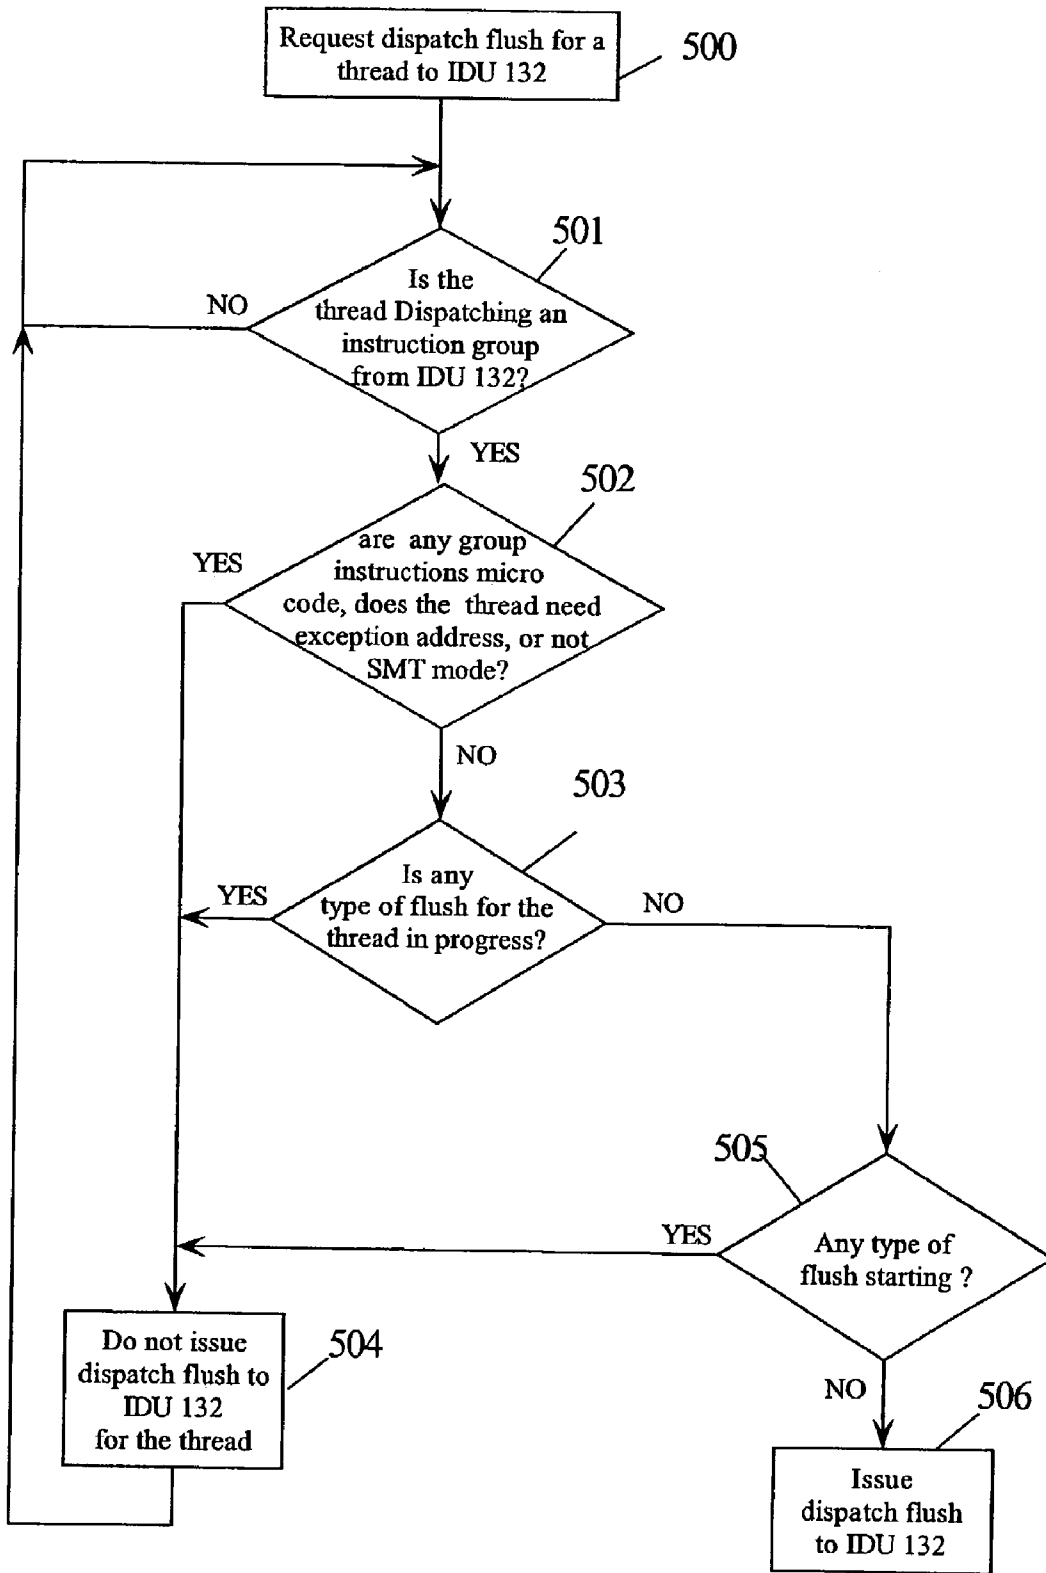 Request dispatch flush for a
thread to IDU 132
500
501
Is the
thread Dispatching an
instruction group
from IDU 132?
NO
YES
502
are any group
instructions micro
code, does the thread need
exception address, or not
SMT mode?
YES
NO
503
Is any
type of flush for the
thread in progress?
YES
NO
505
Any type of
flush starting ?
YES
NO
Do not issue
dispatch flush to
IDU 132
for the thread
504
506
Issue
dispatch flush
to IDU 132